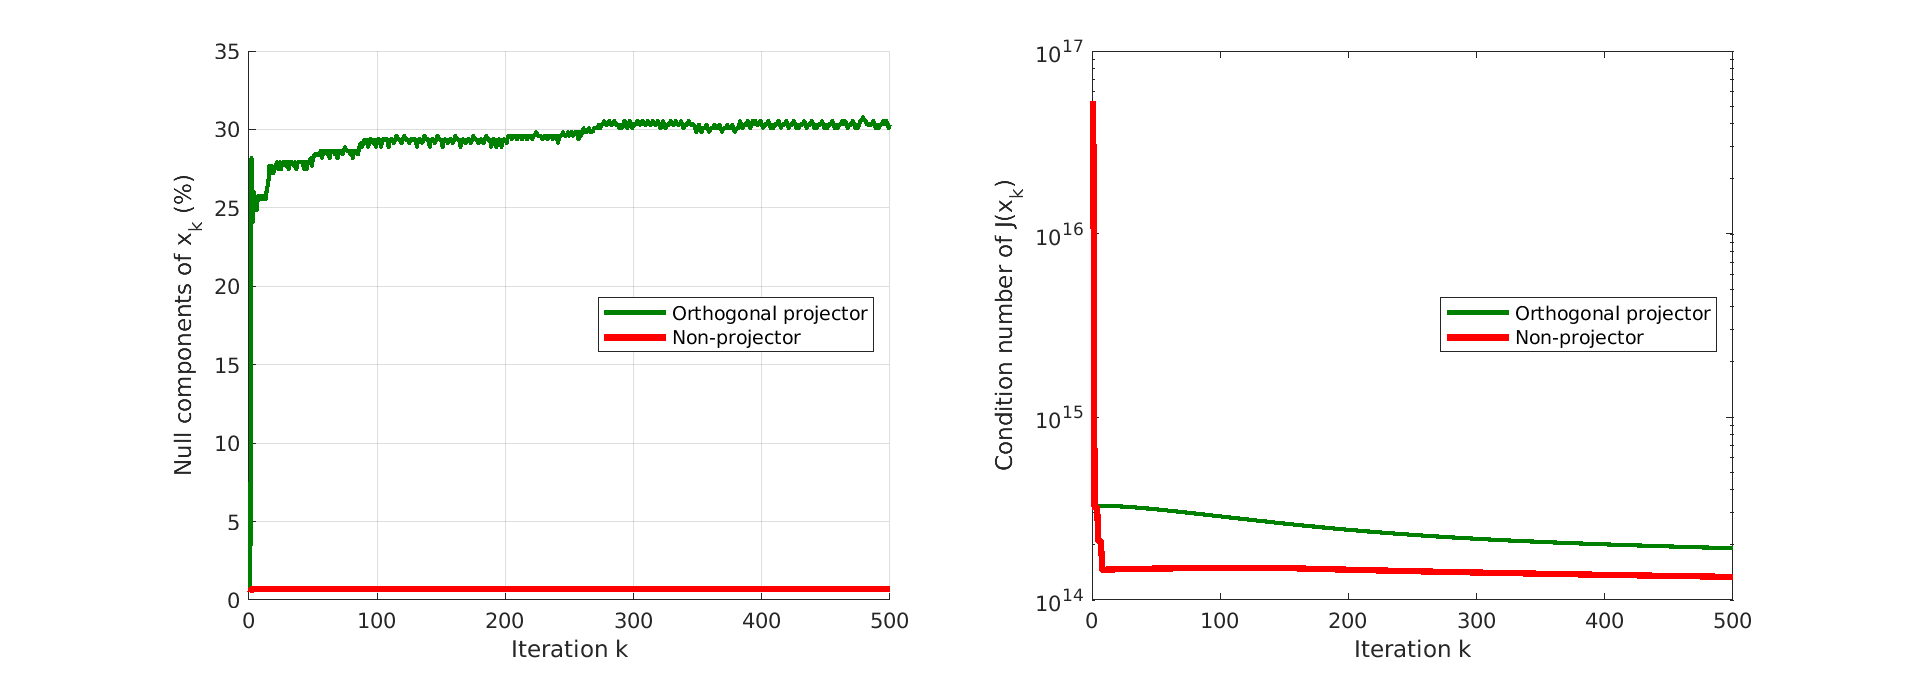 Null components of x_k (%)
35
30
25
20
15
10
5
0
0 100 200 300 400 500
Iteration k
Orthogonal projector
Non-projector
Condition number of J(x_k)
10^17
10^16
10^15
10^14
0 100 200 300 400 500
Iteration k
Orthogonal projector
Non-projector